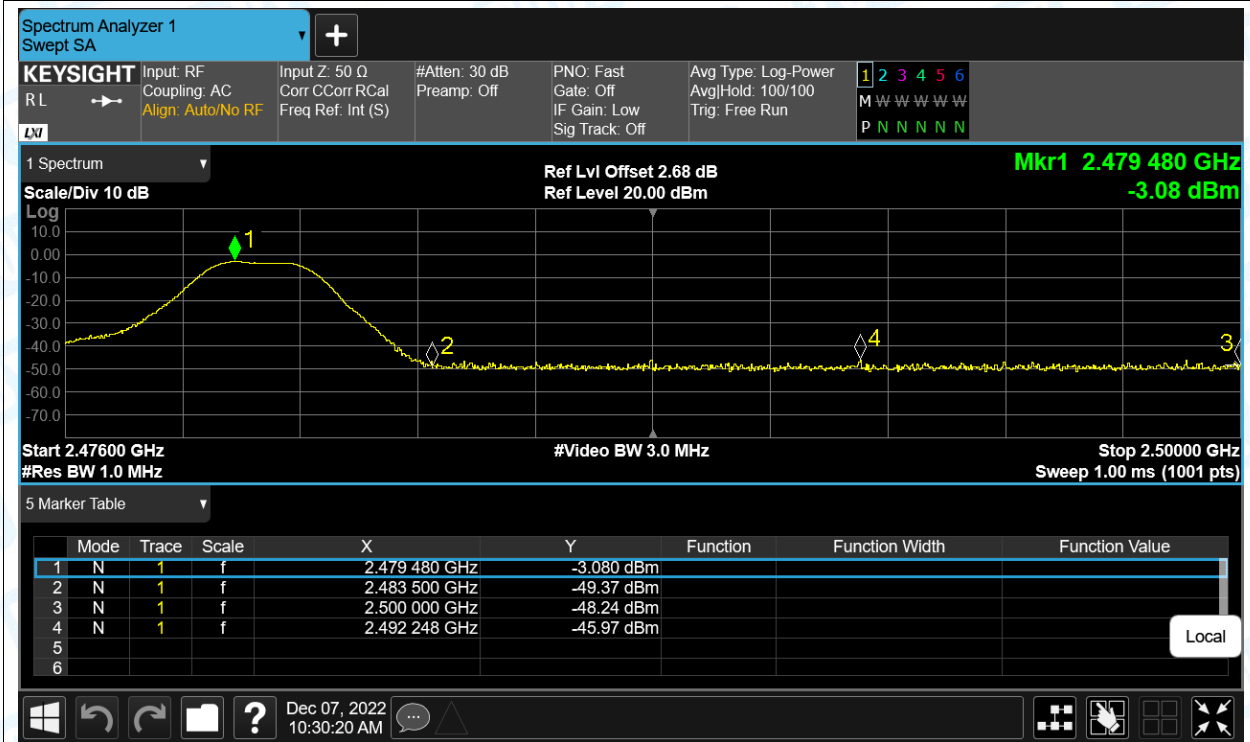 Spectrum Analyzer 1
Swept SA
KEYSIGHT
R L
LXI
Input: RF
Coupling: AC
Align: Auto/No RF
Input Z: 50 Ω
Corr CCorr RCal
Freq Ref: Int (S)
#Atten: 30 dB
Preamp: Off
PNO: Fast
Gate: Off
IF Gain: Low
Sig Track: Off
Avg Type: Log-Power
Avg|Hold: 100/100
Trig: Free Run
1 2 3 4 5 6
M W W W W W
P N N N N N
1 Spectrum
Scale/Div 10 dB
Ref Lvl Offset 2.68 dB
Ref Level 20.00 dBm
Mkr1 2.479 480 GHz
-3.08 dBm
Log
10.0
0.00
-10.0
-20.0
-30.0
-40.0
-50.0
-60.0
-70.0
1
2
4
3
Start 2.47600 GHz
#Video BW 3.0 MHz
Stop 2.50000 GHz
#Res BW 1.0 MHz
Sweep 1.00 ms (1001 pts)
5 Marker Table
Mode Trace Scale X Y Function Function Width Function Value
1 N 1 f 2.479 480 GHz -3.080 dBm
2 N 1 f 2.483 500 GHz -49.37 dBm
3 N 1 f 2.500 000 GHz -48.24 dBm
4 N 1 f 2.492 248 GHz -45.97 dBm
5
6
Local
?
Dec 07, 2022
10:30:20 AM